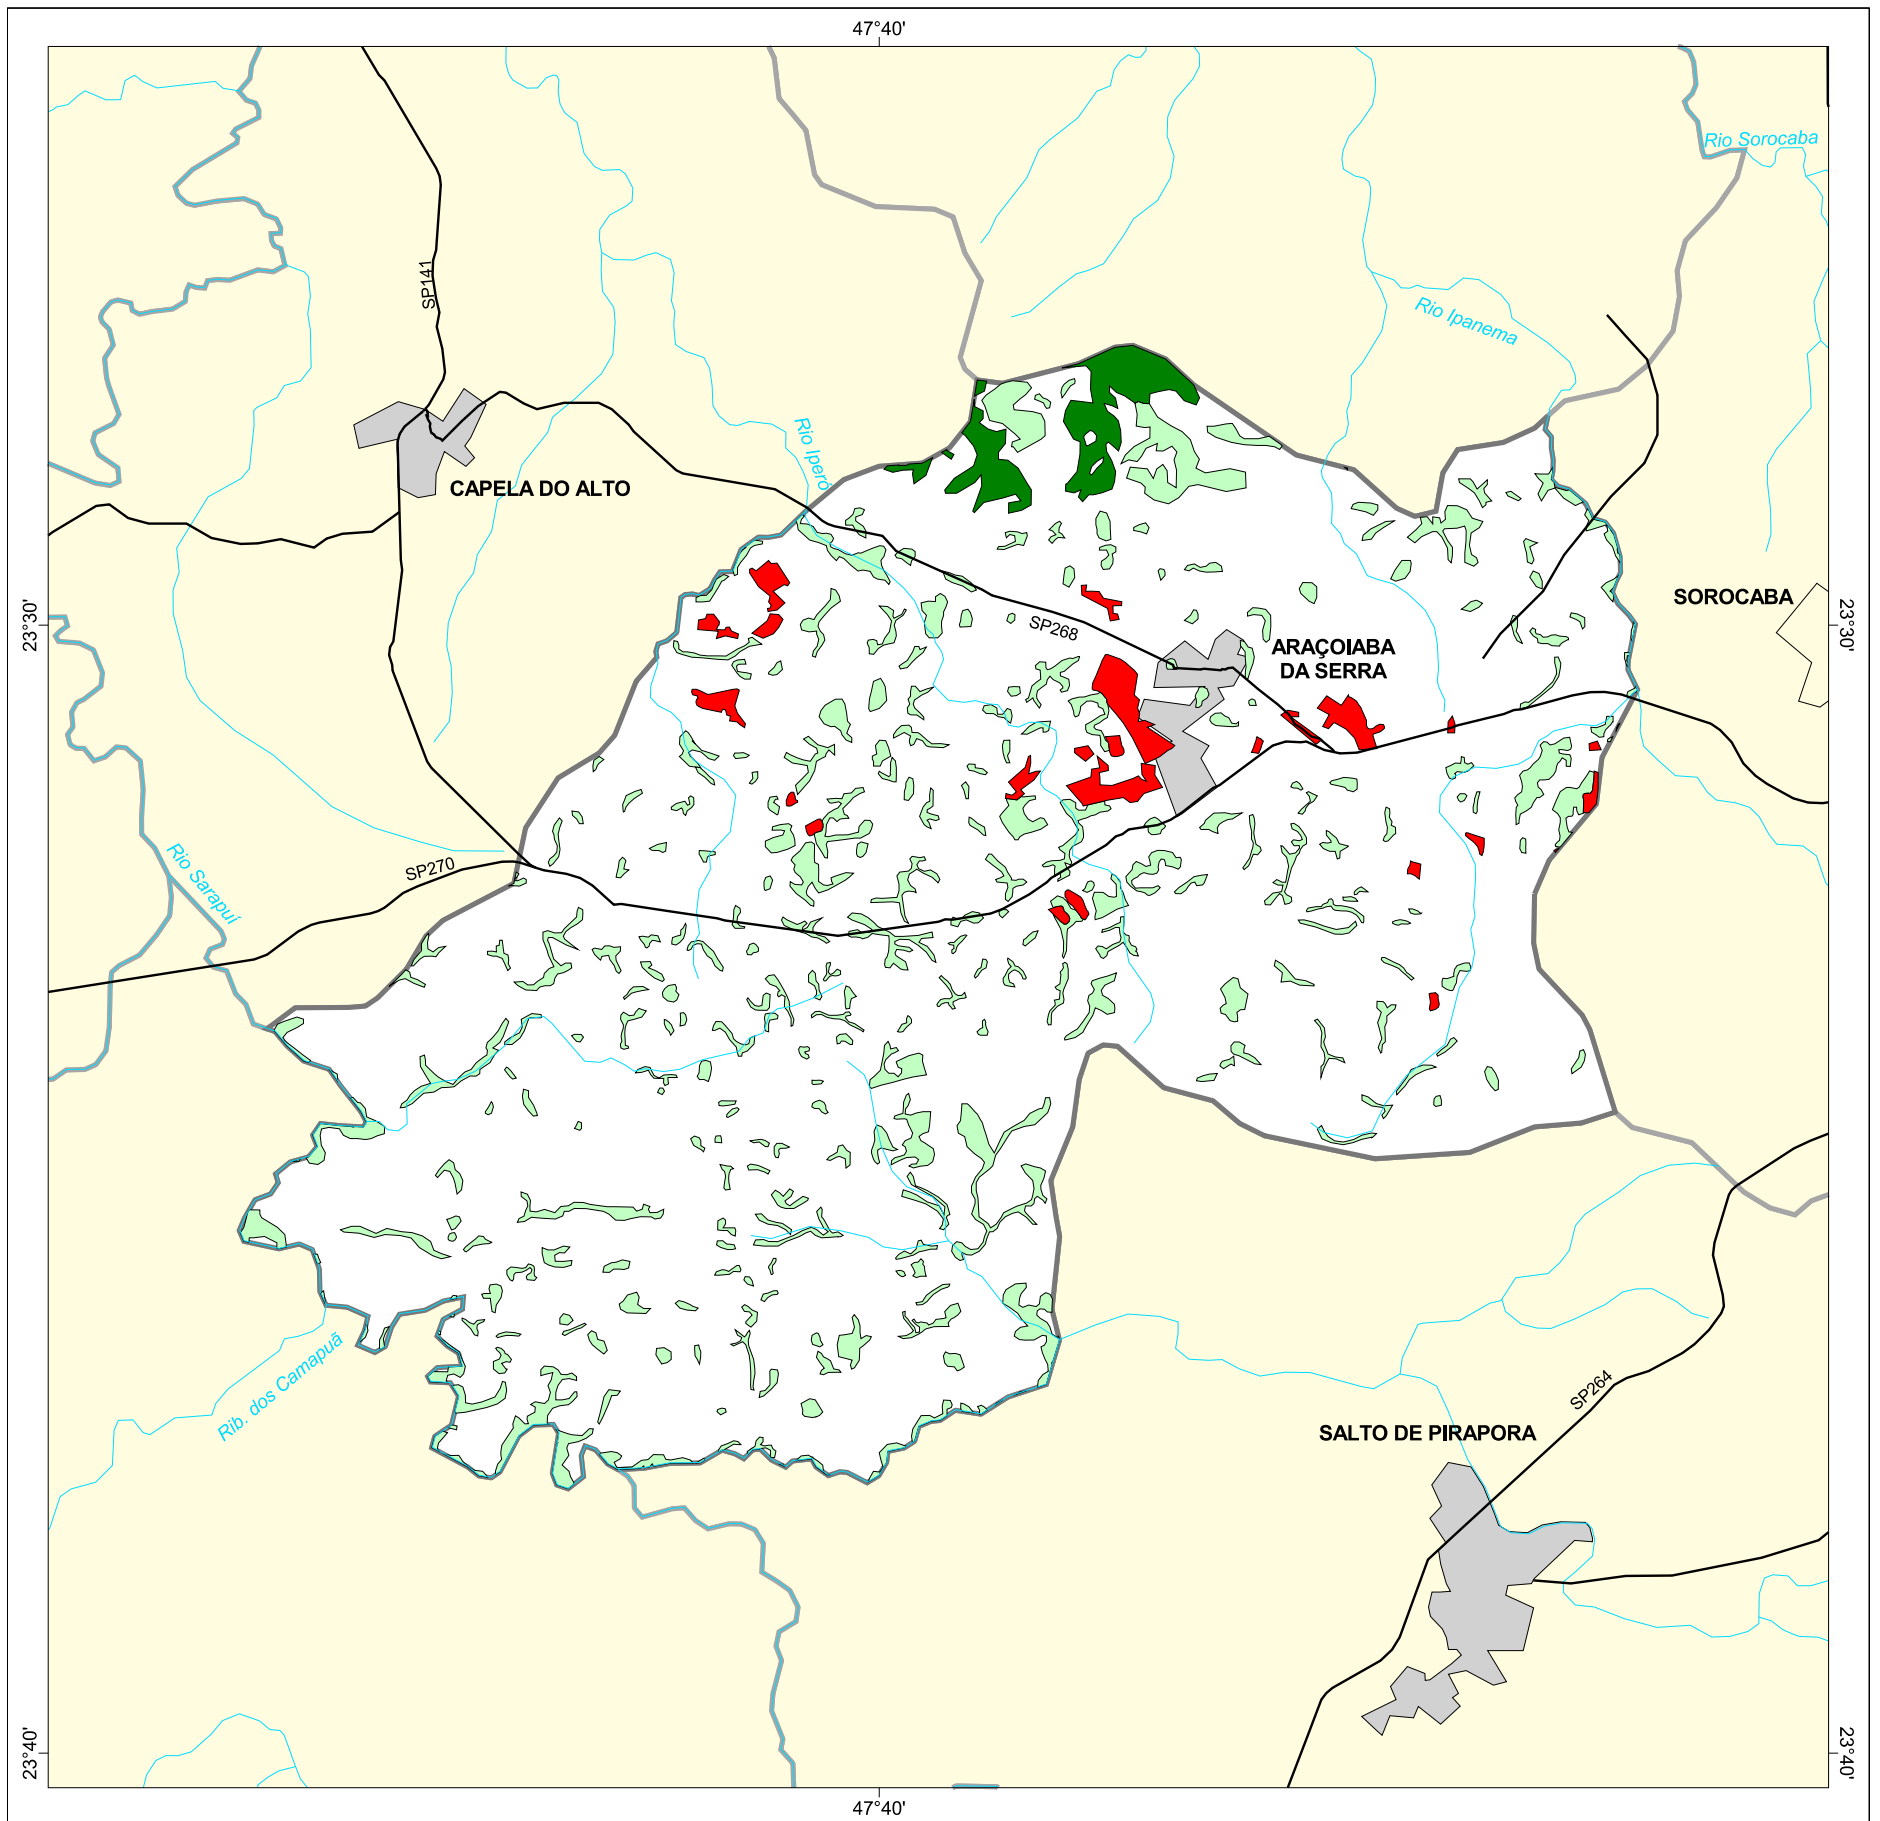 47°40'
Rio Sorocaba
SP141
Rio Ipanema
Rio Iperó
CAPELA DO ALTO
SOROCABA
23°30'
23°30'
SP268
ARAÇOIABA
DA SERRA
SP270
Rio Sarapuí
Rib. dos Camapuã
SP264
SALTO DE PIRAPORA
23°40'
23°40'
47°40'